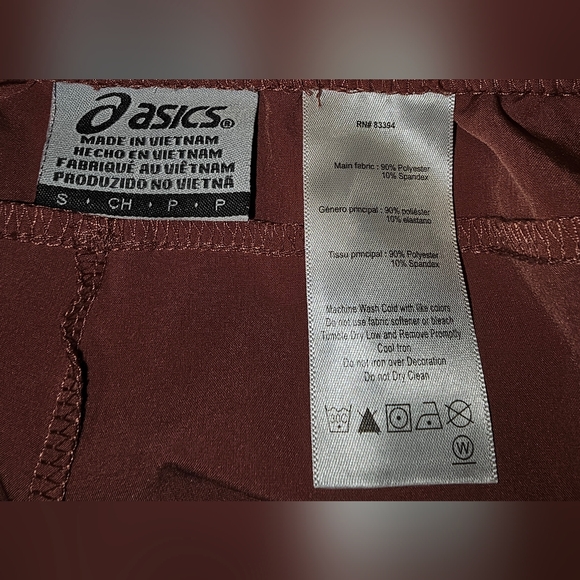 asics®
MADE IN VIETNAM
HECHO EN VIETNAM
FABRIQUÉ AU VIÊTNAM
PRODUZIDO NO VIETNÃ
S · CH · P · P
RN# 83394
Main fabric : 90% Polyester
10% Spandex
Género principal : 90% poliéster
10% elastano
Tissu principal : 90% Polyester
10% Spandex
Machine Wash Cold with like colors
Do not use fabric softener or bleach
Tumble Dry Low and Remove Promptly
Cool Iron
Do not iron over Decoration
Do not Dry Clean
W